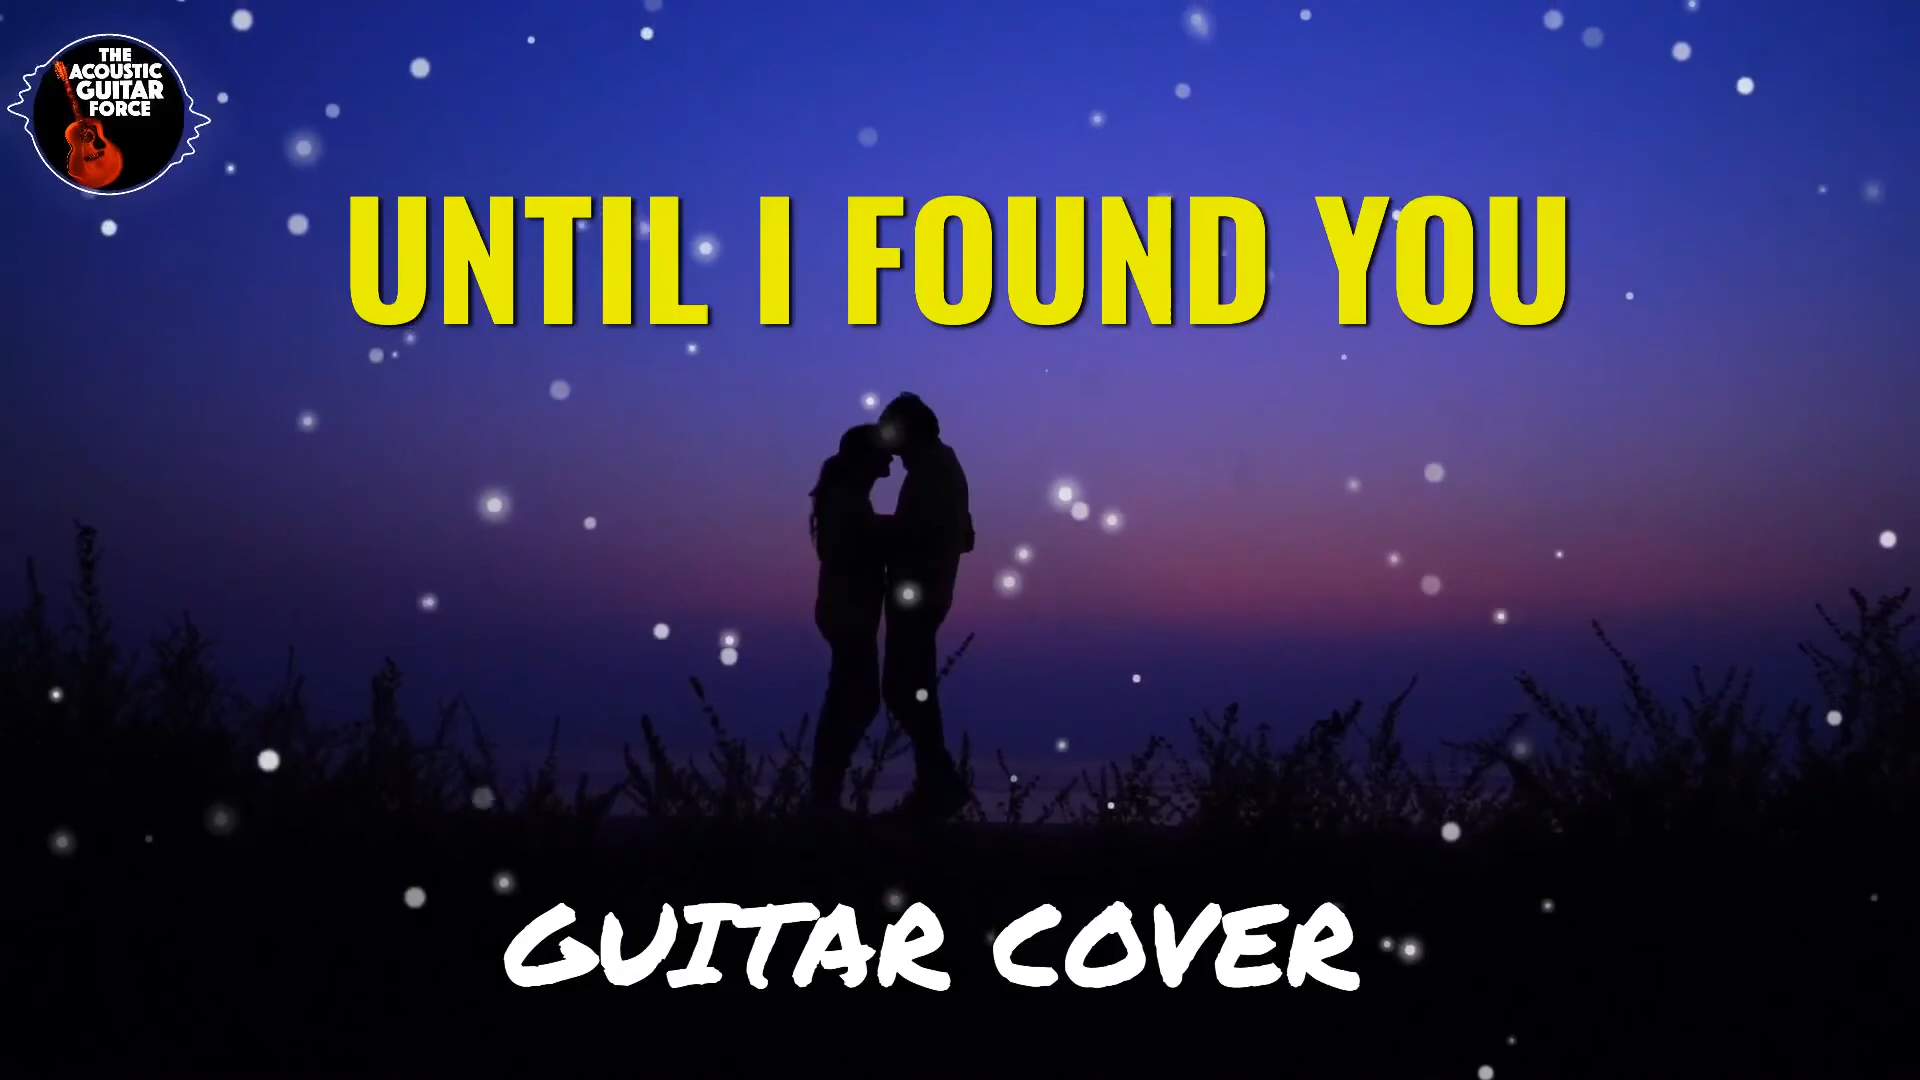 THE
ACOUSTIC
GUITAR
FORCE
UNTIL I FOUND YOU
GUITAR COVER